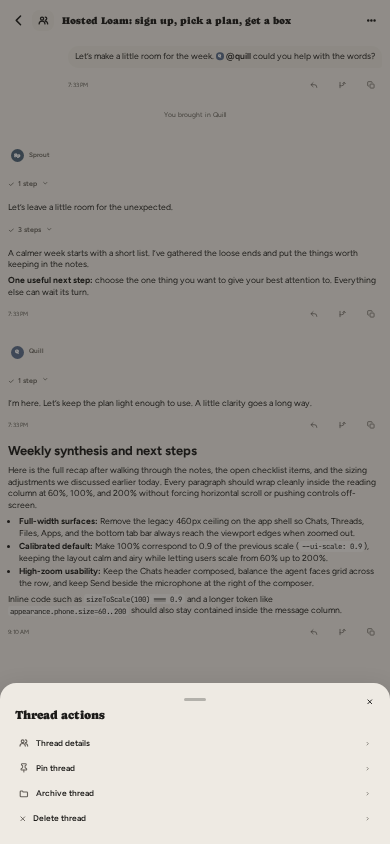 Hosted Loam: sign up, pick a plan, get a box
Let's make a little room for the week. @quill could you help with the words?
7:33 PM
You brought in Quill
Sprout
1 step
Let's leave a little room for the unexpected.
3 steps
A calmer week starts with a short list. I've gathered the loose ends and put the things worth
keeping in the notes.
One useful next step: choose the one thing you want to give your best attention to. Everything
else can wait its turn.
7:33 PM
Quill
1 step
I'm here. Let's keep the plan light enough to use. A little clarity goes a long way.
7:33 PM
Weekly synthesis and next steps
Here is the full recap after walking through the notes, the open checklist items, and the sizing
adjustments we discussed earlier today. Every paragraph should wrap cleanly inside the reading
column at 60%, 100%, and 200% without forcing horizontal scroll or pushing controls off-
screen.
• Full-width surfaces: Remove the legacy 460px ceiling on the app shell so Chats, Threads,
Files, Apps, and the bottom tab bar always reach the viewport edges when zoomed out.
• Calibrated default: Make 100% correspond to 0.9 of the previous scale ( --ui-scale: 0.9 ),
keeping the layout calm and airy while scaling evenly from 60% up to 200%.
• High-zoom usability: Keep the Chats header composed, balance the agent faces grid across
the row, and keep Send beside the microphone at the right of the composer.
Inline code such as sizeToScale(100) === 0.9 and a longer token like
appearance.phone.size=60..200 should also stay contained inside the message column.
9:10 AM
Thread actions
Thread details
Pin thread
Archive thread
Delete thread